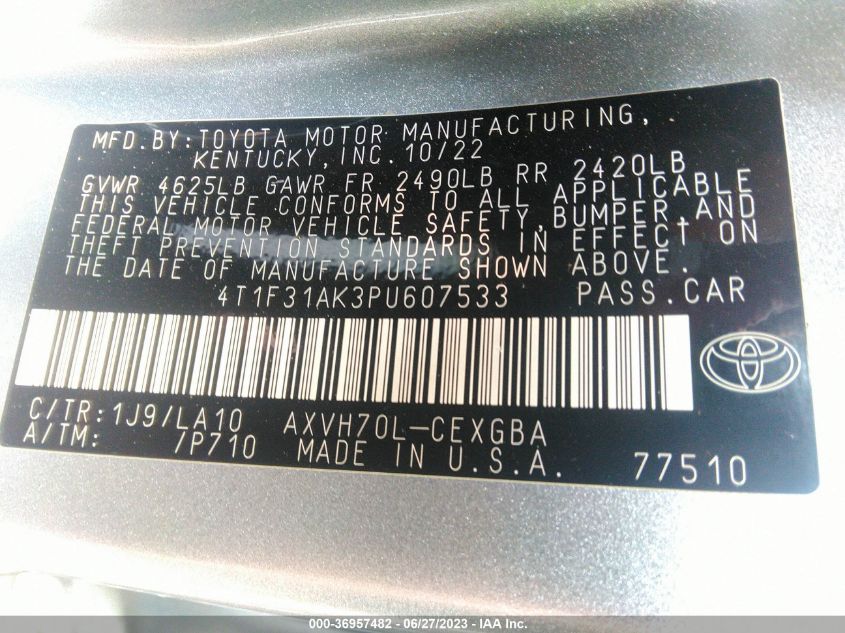 MFD.BY:TOYOTA MOTOR MANUFACTURING,
KENTUCKY,INC.10/22
GVWR 4625LB GAWR FR 2490LB RR 2420LB
THIS VEHICLE CONFORMS TO ALL APPLICABLE
FEDERAL MOTOR VEHICLE SAFETY,BUMPER,AND
THEFT PREVENTION STANDARDS IN EFFECT ON
THE DATE OF MANUFACTURE SHOWN ABOVE.
4T1F31AK3PU607533 PASS.CAR
C/TR:1J9/LA10 AXVH70L-CEXGBA
A/TM: /P710 MADE IN U.S.A. 77510
000-36957482 - 06/27/2023 - IAA Inc.